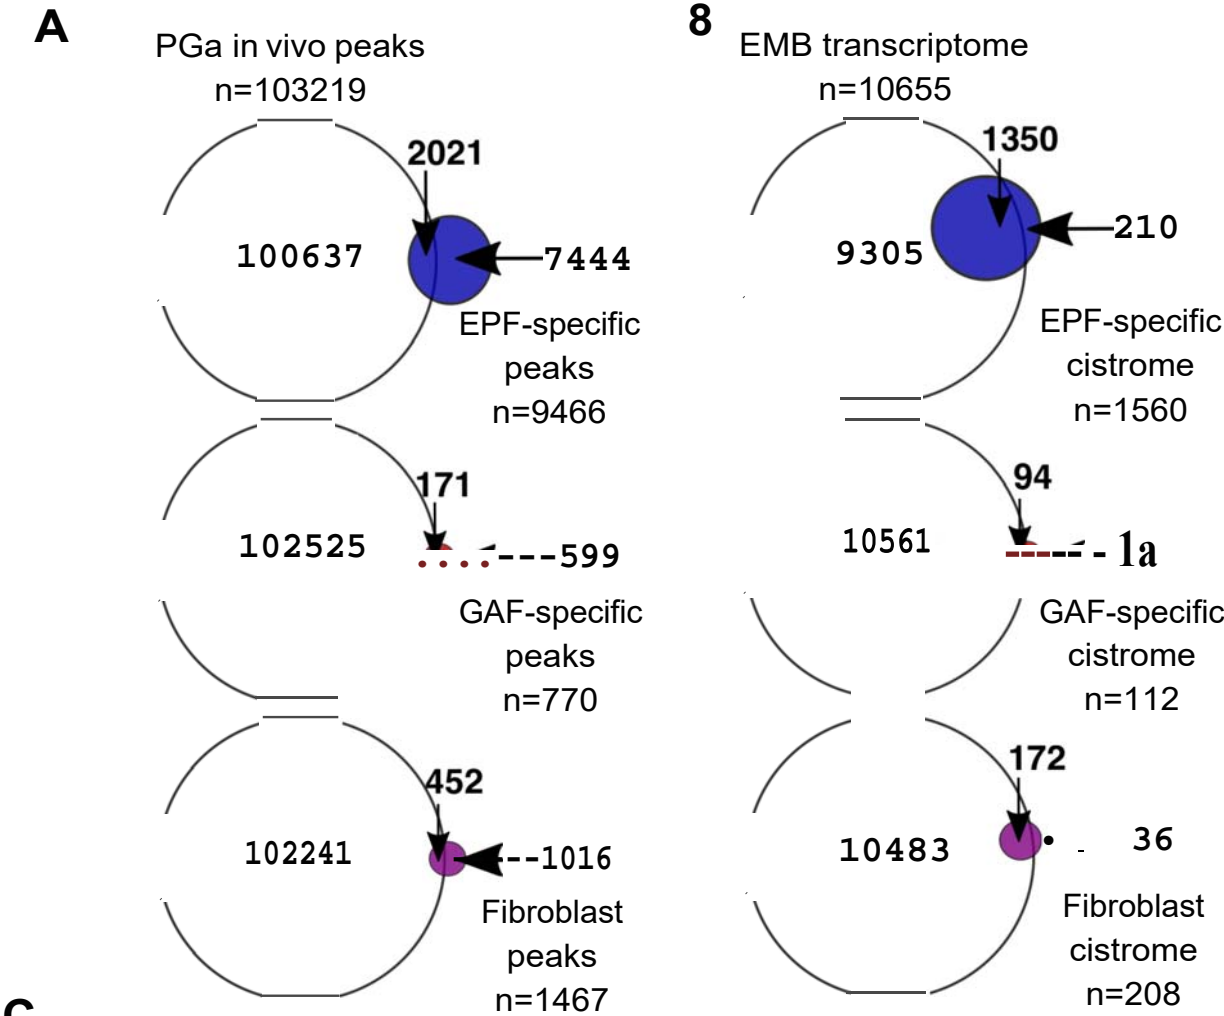 A
PGa in vivo peaks
n=103219
2021
100637
7444
EPF-specific
peaks
n=9466
171
102525
---599
GAF-specific
peaks
n=770
452
102241
--1016
Fibroblast
peaks
n=1467
8
EMB transcriptome
n=10655
1350
9305
210
EPF-specific
cistrome
n=1560
94
10561
- 1a
GAF-specific
cistrome
n=112
172
10483
36
Fibroblast
cistrome
n=208
C